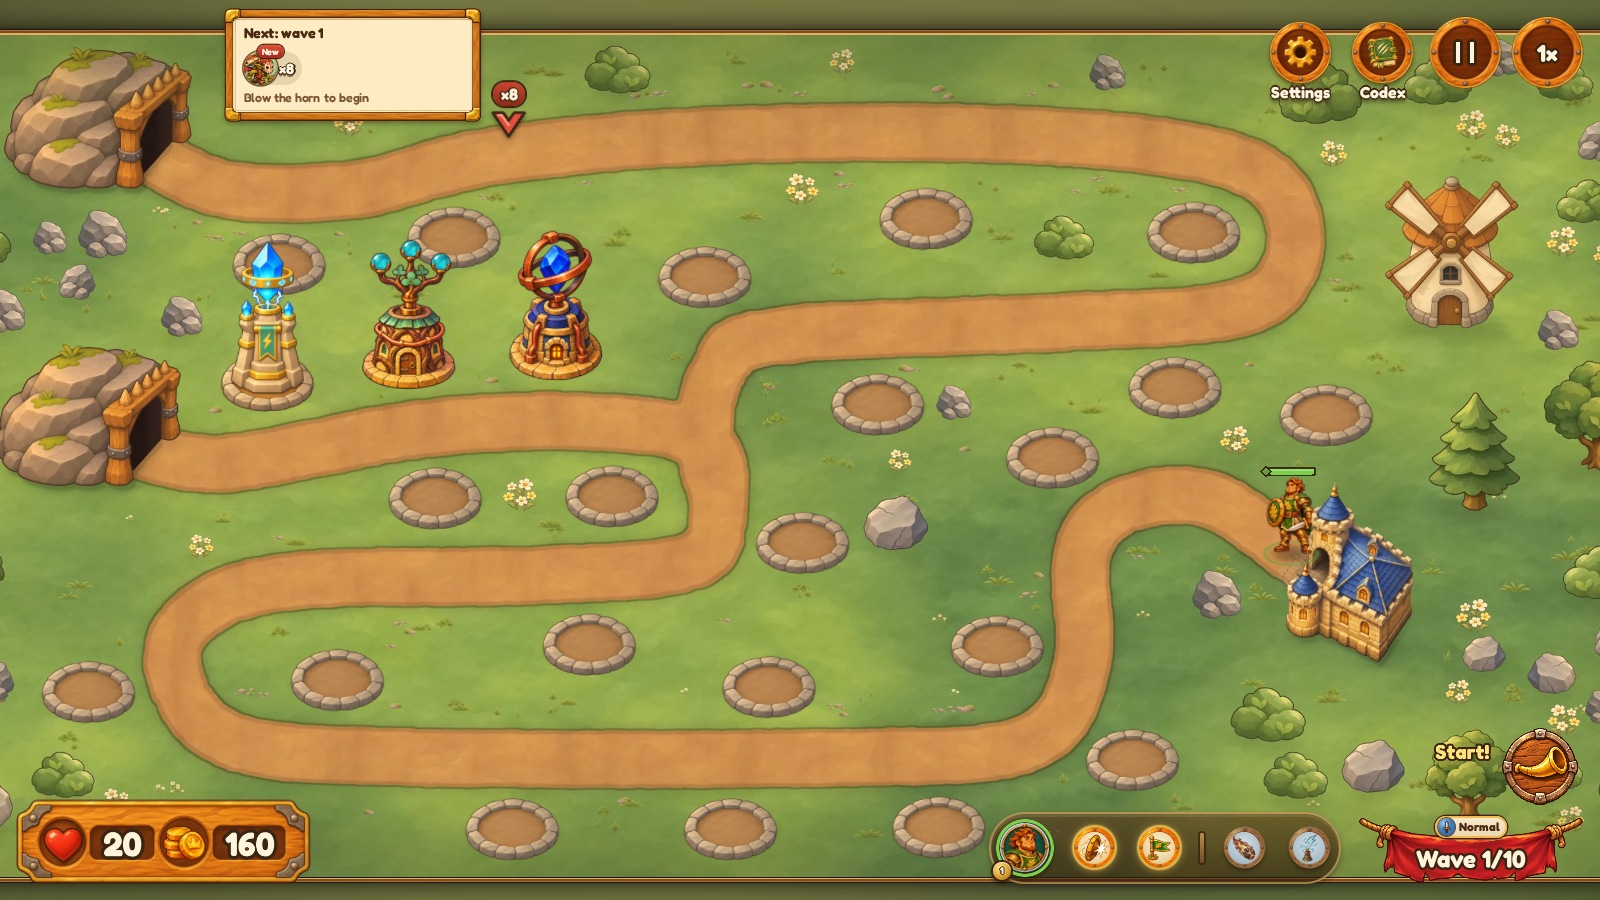 Next: wave 1
New
x8
Blow the horn to begin
x8
1x
Settings
Codex
Start!
20
160
1
Normal
Wave 1/10